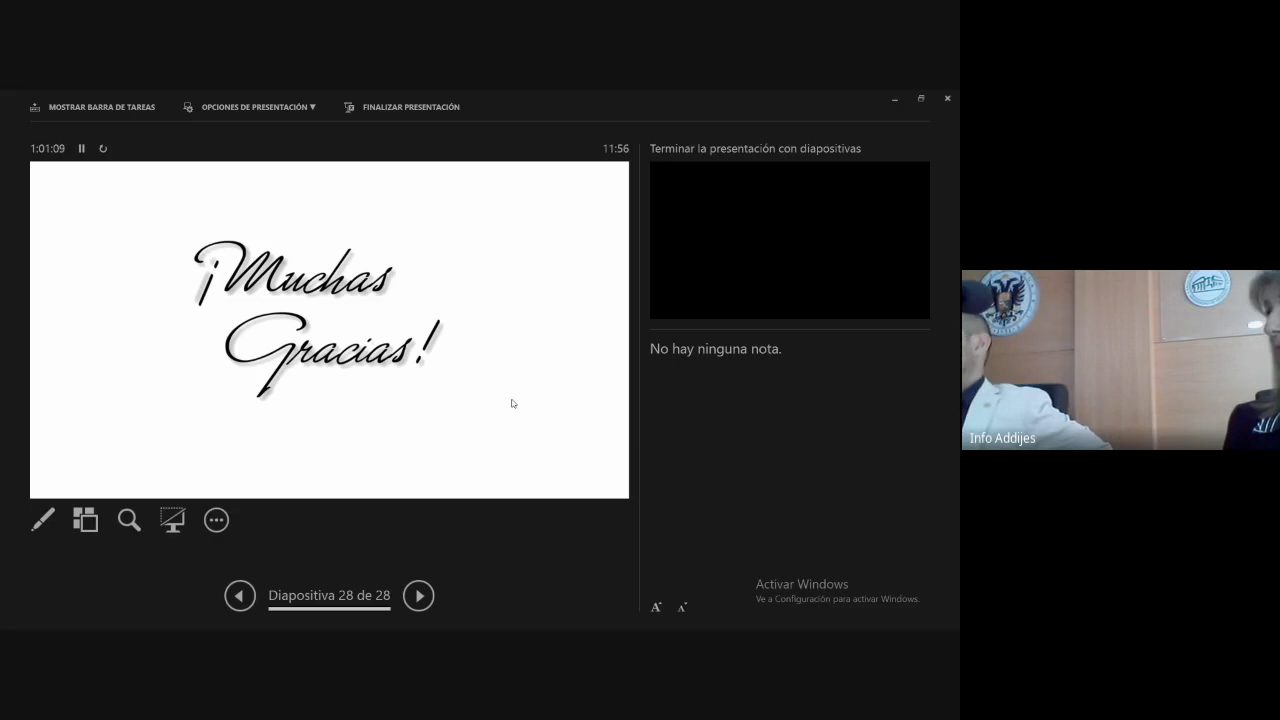 MOSTRAR BARRA DE TAREAS OPCIONES DE PRESENTACIÓN ▼ FINALIZAR PRESENTACIÓN
1:01:09 11:56
¡Muchas
Gracias!
Diapositiva 28 de 28
Terminar la presentación con diapositivas
No hay ninguna nota.
Activar Windows
Ve a Configuración para activar Windows.
A A
Info Addijes